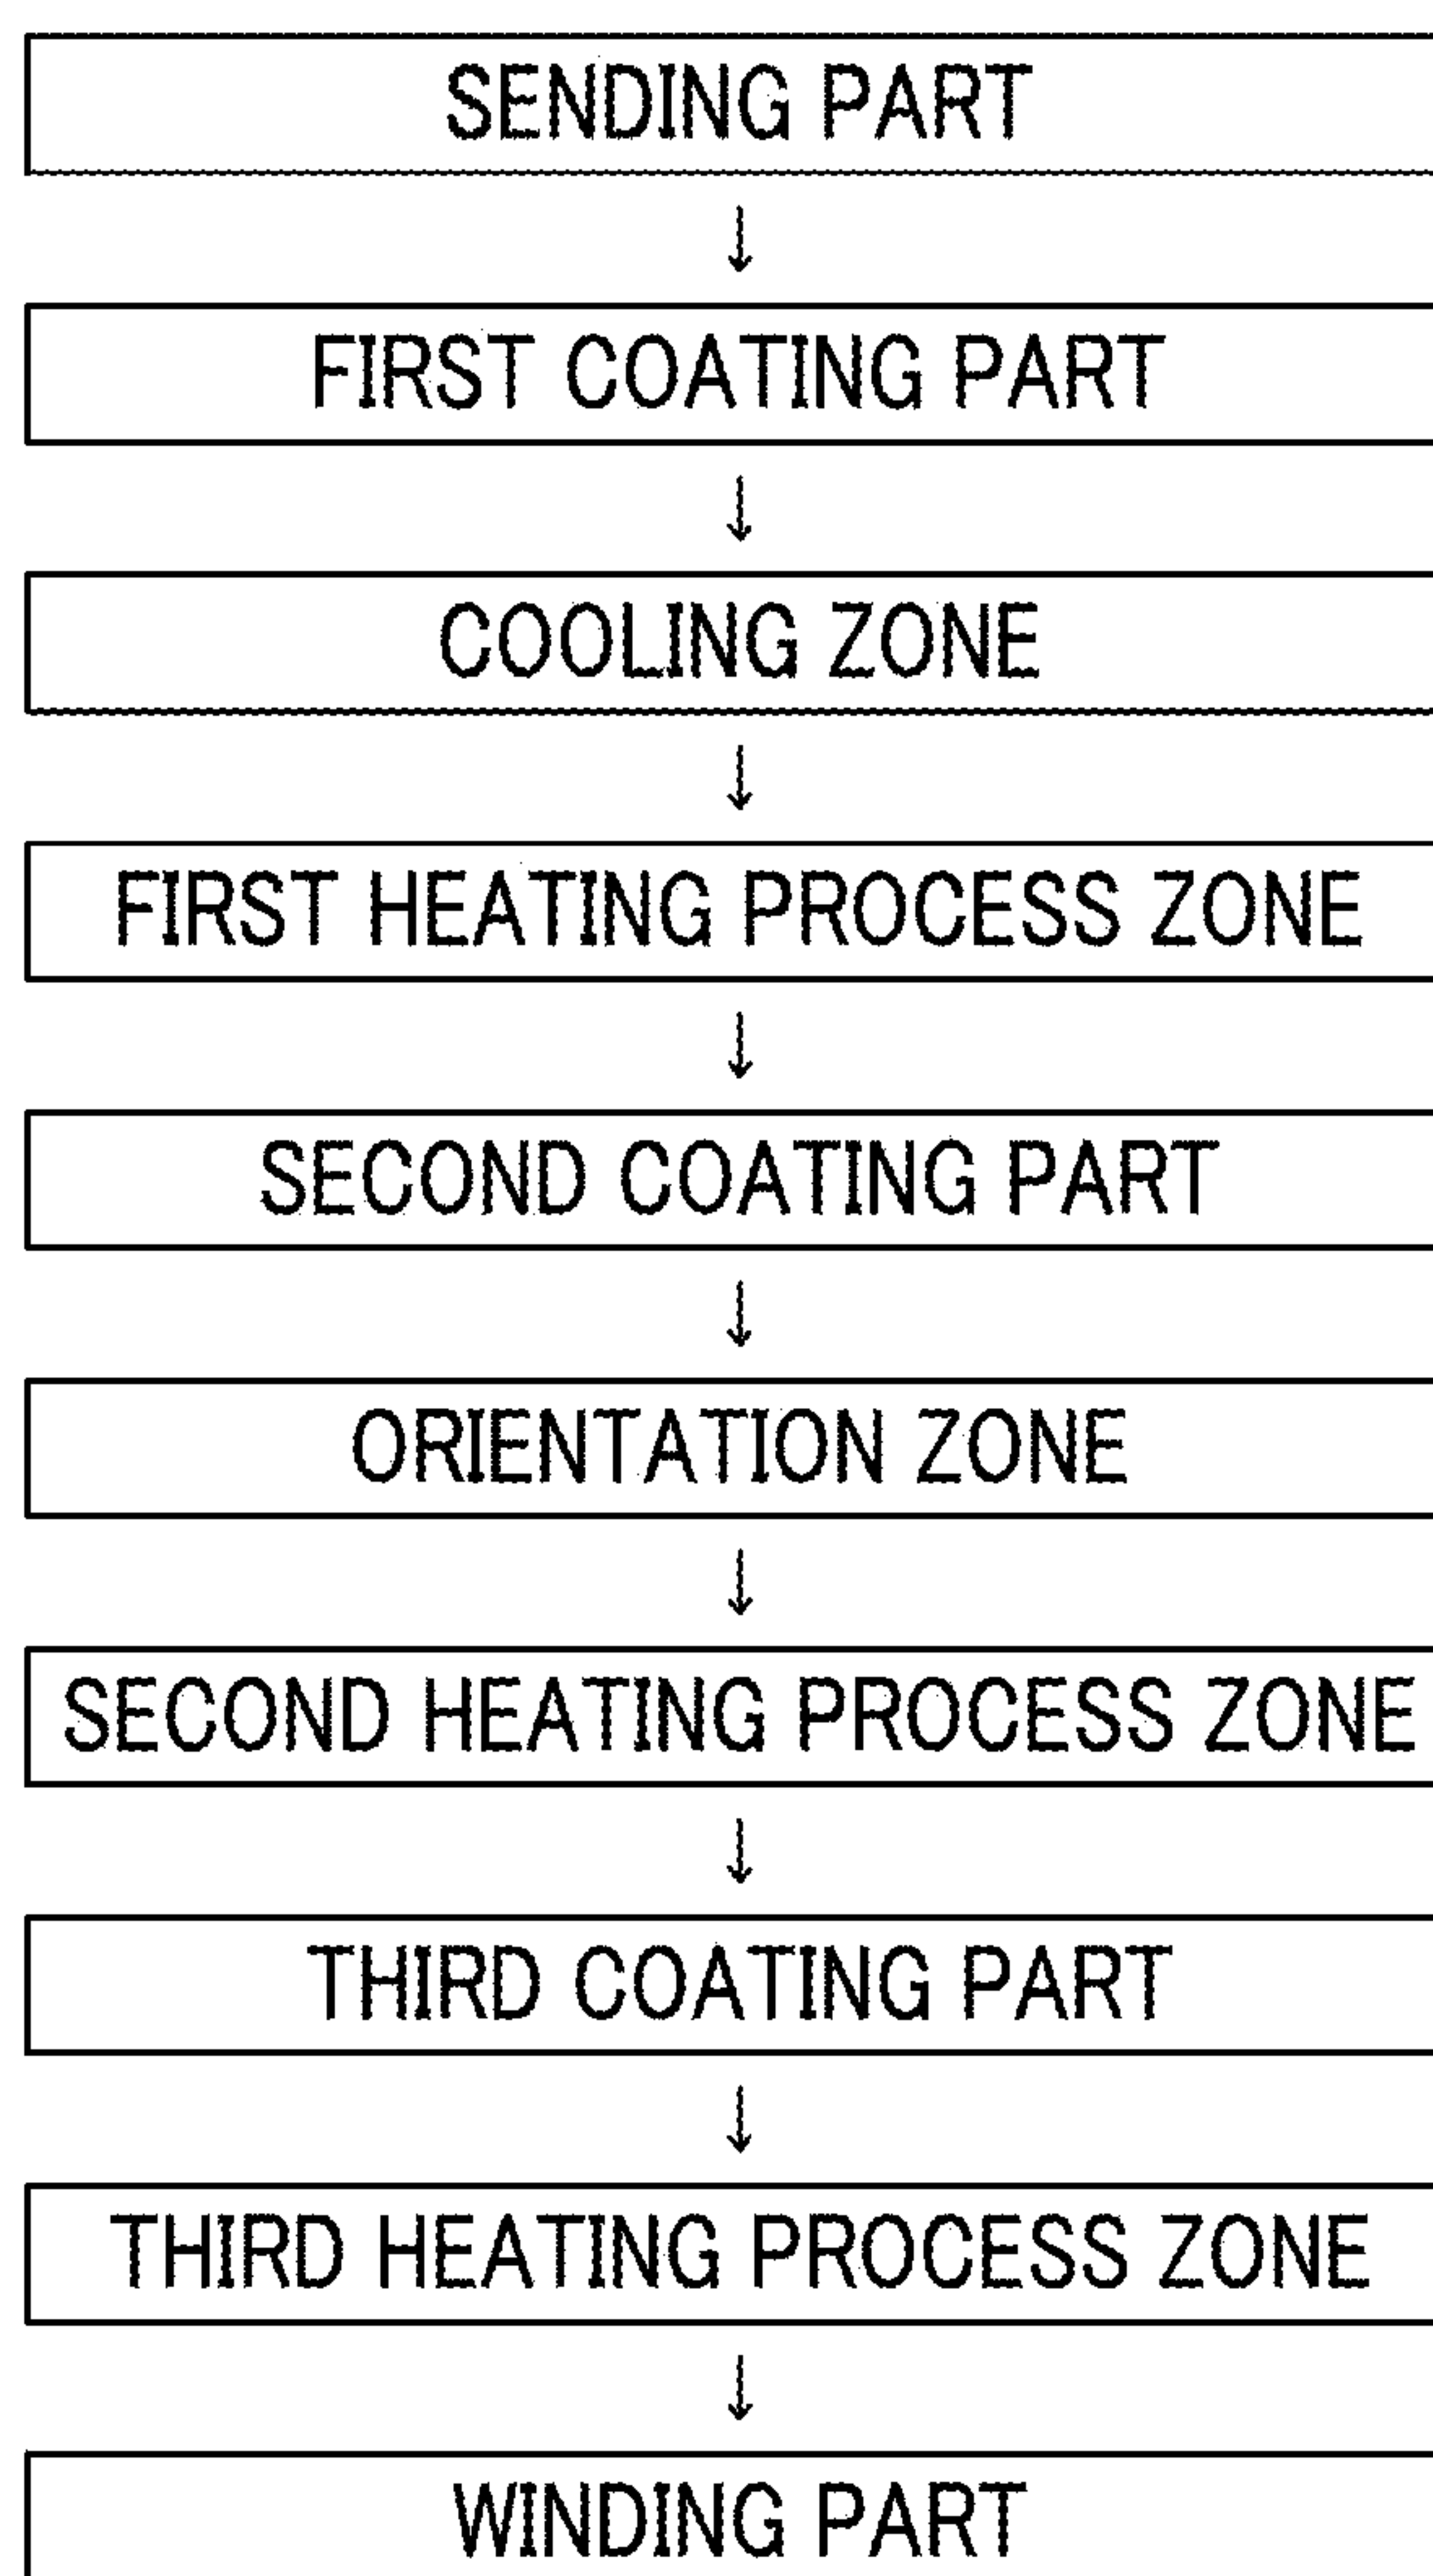 SENDING PART
FIRST COATING PART
COOLING ZONE
FIRST HEATING PROCESS ZONE
SECOND COATING PART
ORIENTATION ZONE
SECOND HEATING PROCESS ZONE
THIRD COATING PART
THIRD HEATING PROCESS ZONE
WINDING PART